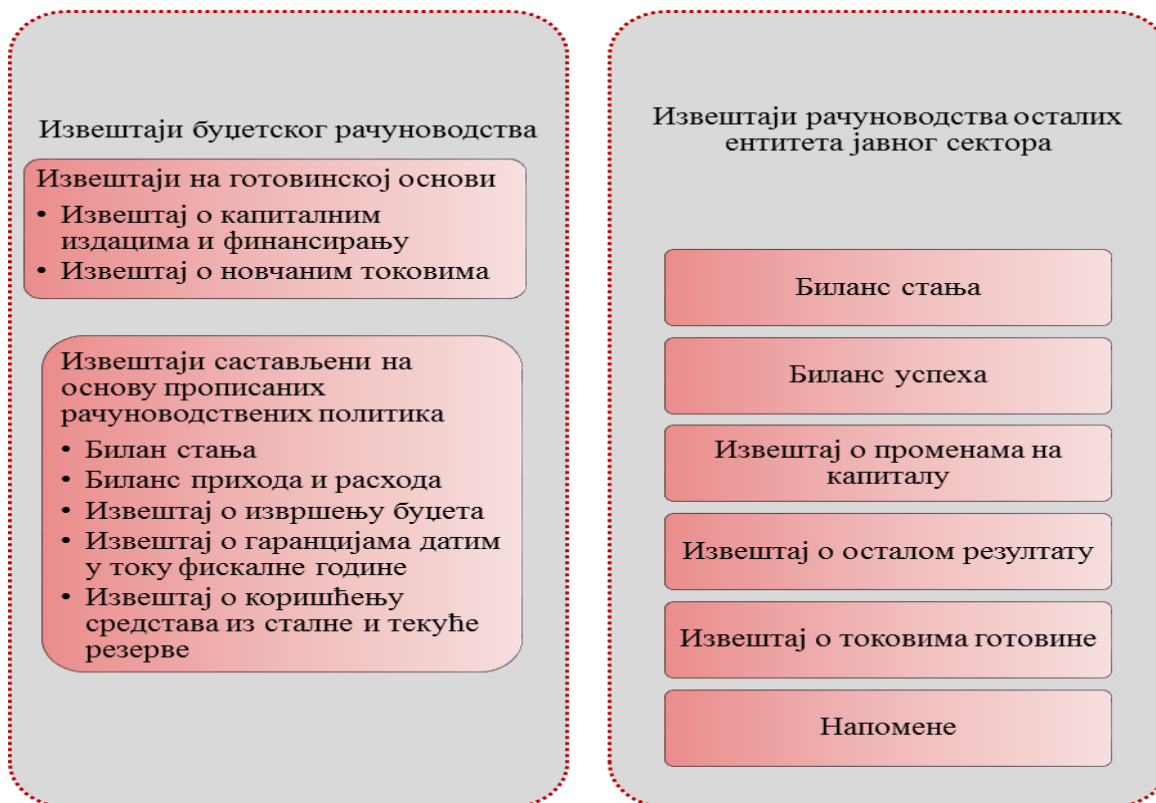 Извештаји буџетског рачуноводства
Извештаји на готовинској основи
• Извештај о капиталним
издацима и финансирању
• Извештај о новчаним токовима
Извештаји састављени на
основу прописаних
рачуноводствених политика
• Билан стања
• Биланс прихода и расхода
• Извештај о извршењу буџета
• Извештај о гаранцијама датим
у току фискалне године
• Извештај о коришћењу
средстава из сталне и текуће
резерве
Извештаји рачуноводства осталих
ентитета јавног сектора
Биланс стања
Биланс успеха
Извештај о променама на
капиталу
Извештај о осталом резултату
Извештај о токовима готовине
Напомене